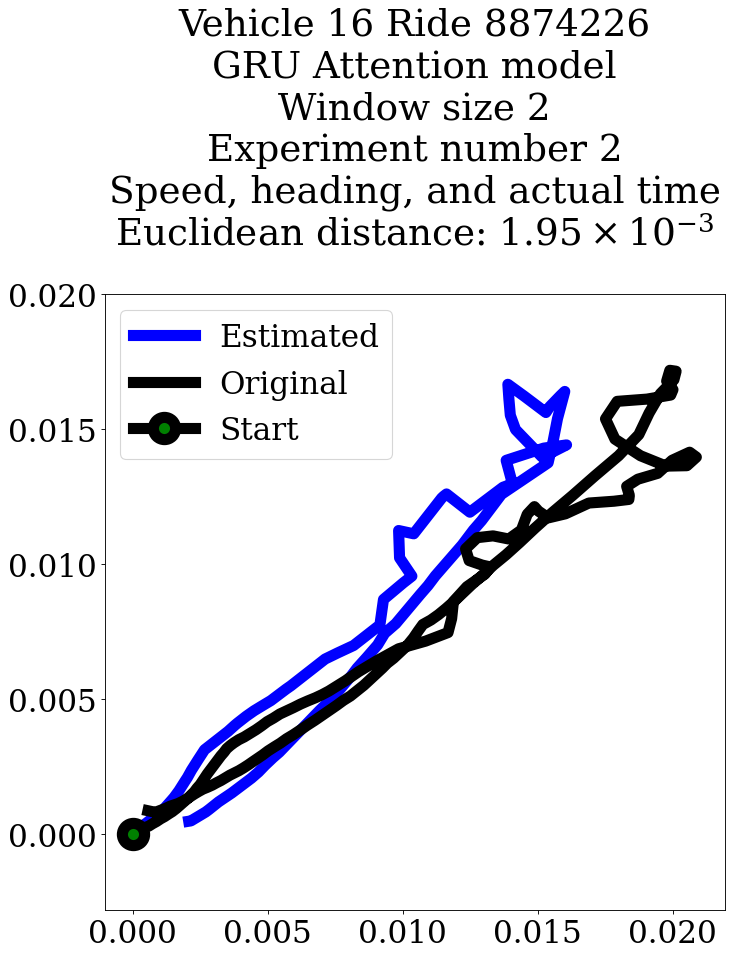 Vehicle 16 Ride 8874226
GRU Attention model
Window size 2
Experiment number 2
Speed, heading, and actual time
Euclidean distance: 1.95 × 10⁻³
0.020
Estimated
Original
Start
0.015
0.010
0.005
0.000
0.000 0.005 0.010 0.015 0.020